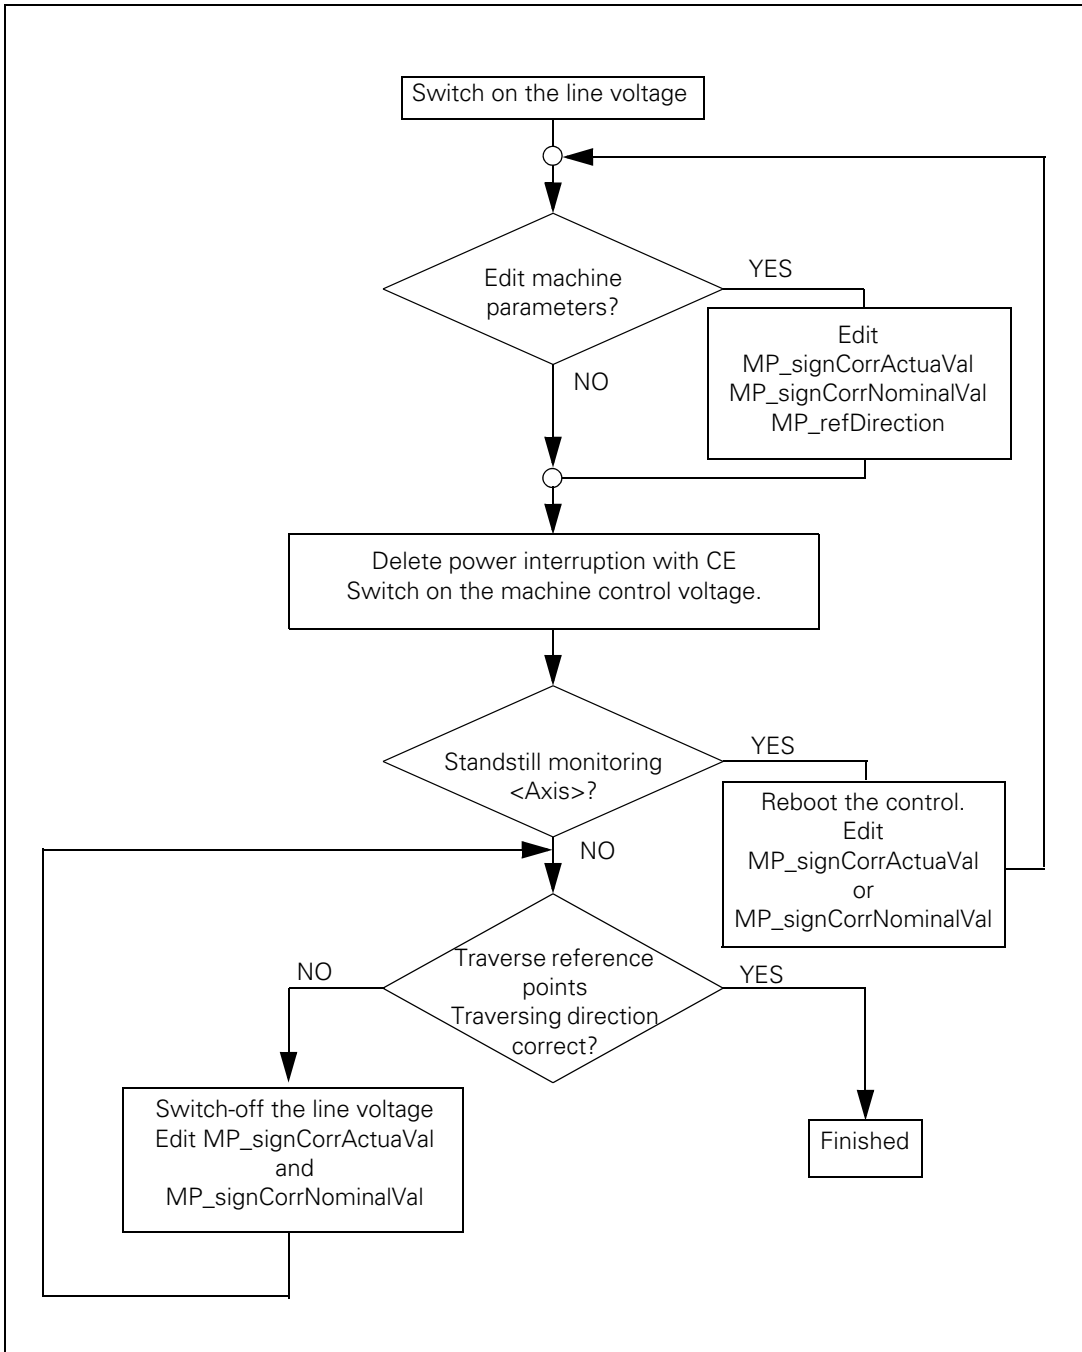 Switch on the line voltage
Edit machine
parameters?
YES
Edit
MP_signCorrActuaVal
MP_signCorrNominalVal
MP_refDirection
NO
Delete power interruption with CE
Switch on the machine control voltage.
Standstill monitoring
<Axis>?
YES
Reboot the control.
Edit
MP_signCorrActuaVal
or
MP_signCorrNominalVal
NO
Traverse reference
points
Traversing direction
correct?
NO
YES
Switch-off the line voltage
Edit MP_signCorrActuaVal
and
MP_signCorrNominalVal
Finished